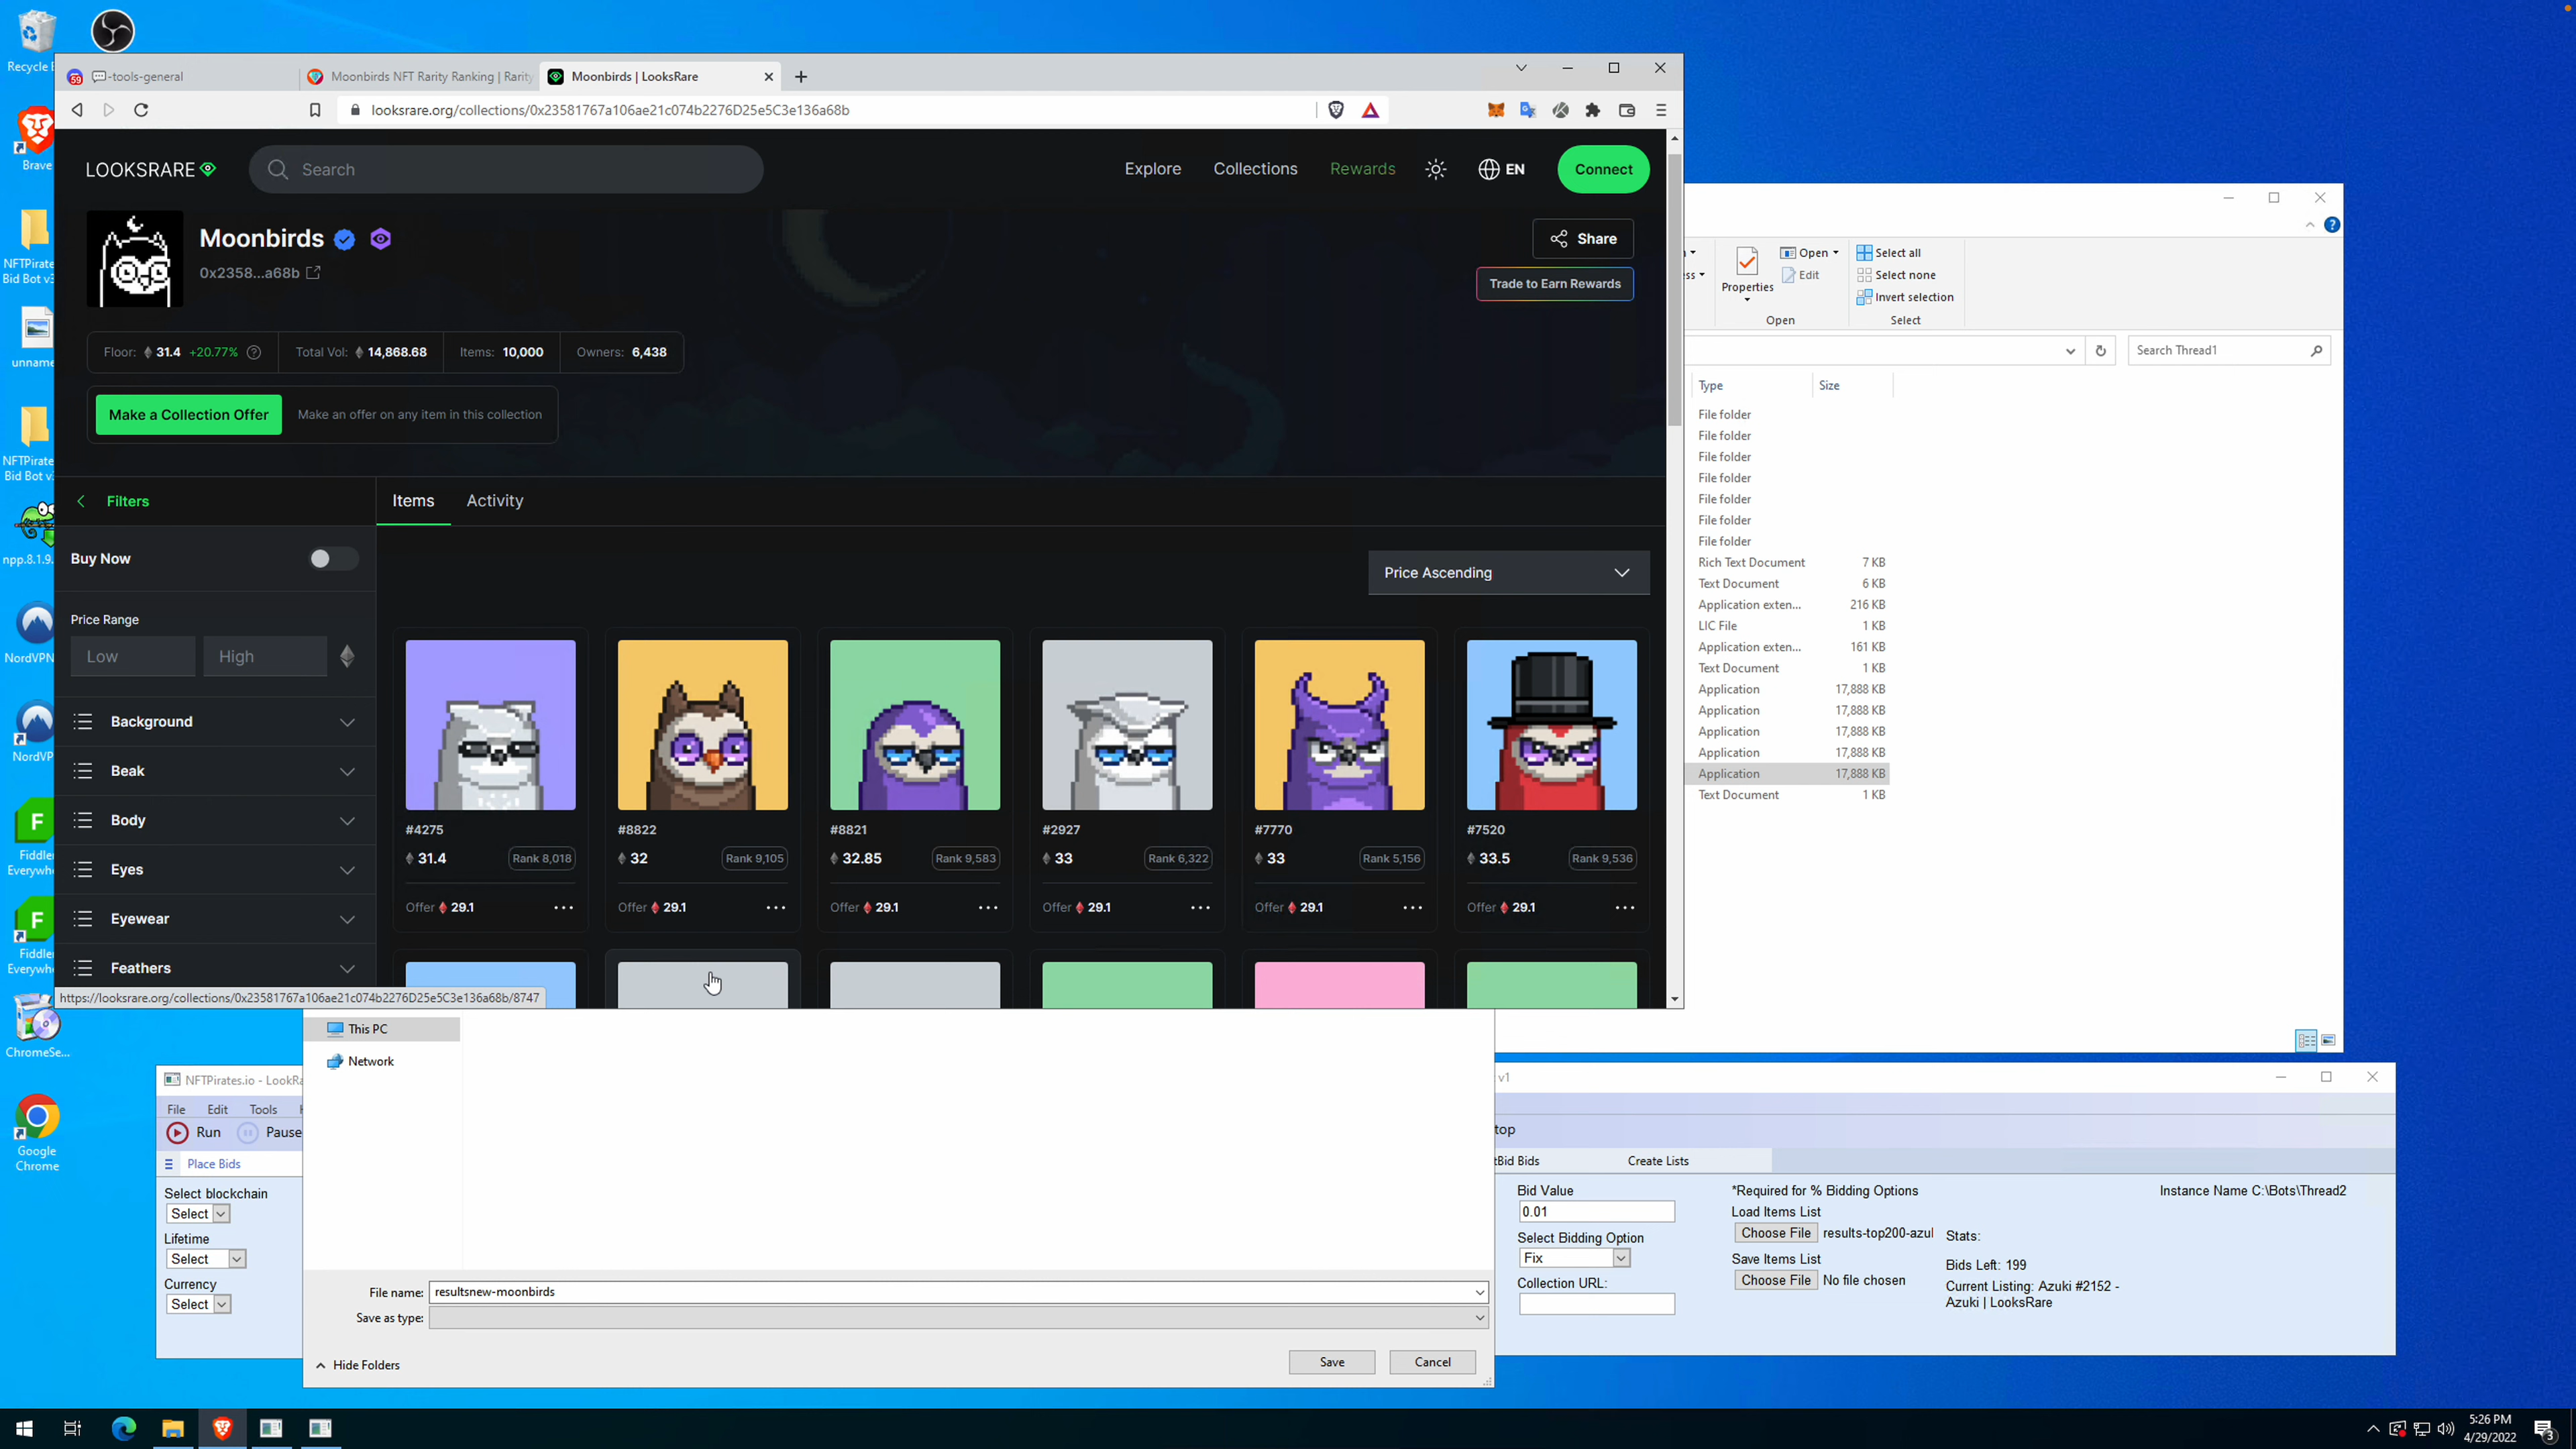 Recycle
Brave
NFTPirate
Bid Bot v
unname
NFTPirate
Bid Bot v
npp.8.1.9.
NordVPN
NordVP
Fiddler
Everywh
Fiddler
Everywh
ChromeSe...
Google
Chrome
59
-tools-general
Moonbirds NFT Rarity Ranking | Rarity
Moonbirds | LooksRare
looksrare.org/collections/0x23581767a106ae21c074b2276D25e5C3e136a68b
LOOKSRARE
Search
Explore
Collections
Rewards
EN
Connect
Moonbirds
0x2358...a68b
Share
Trade to Earn Rewards
Floor: 31.4 +20.77%
Total Vol: 14,868.68
Items: 10,000
Owners: 6,438
Make a Collection Offer
Make an offer on any item in this collection
Filters
Items
Activity
Buy Now
Price Ascending
Price Range
Low
High
Background
Beak
Body
Eyes
Eyewear
Feathers
#4275
31.4
Rank 8,018
Offer 29.1
#8822
32
Rank 9,105
Offer 29.1
#8821
32.85
Rank 9,583
Offer 29.1
#2927
33
Rank 6,322
Offer 29.1
#7770
33
Rank 5,156
Offer 29.1
#7520
33.5
Rank 9,536
Offer 29.1
https://looksrare.org/collections/0x23581767a106ae21c074b2276D25e5C3e136a68b/8747
Properties
Open
Edit
Open
Select all
Select none
Invert selection
Select
Search Thread1
Type
Size
File folder
File folder
File folder
File folder
File folder
File folder
File folder
Rich Text Document 7 KB
Text Document 6 KB
Application exten... 216 KB
LIC File 1 KB
Application exten... 161 KB
Text Document 1 KB
Application 17,888 KB
Application 17,888 KB
Application 17,888 KB
Application 17,888 KB
Application 17,888 KB
Text Document 1 KB
This PC
Network
File name: resultsnew-moonbirds
Save as type:
Hide Folders
Save
Cancel
NFTPirates.io - LookRa
File
Edit
Tools
Run
Pause
Place Bids
Select blockchain
Select
Lifetime
Select
Currency
Select
v1
top
tBid Bids
Create Lists
Bid Value
0.01
Select Bidding Option
Fix
Collection URL:
*Required for % Bidding Options
Load Items List
Choose File results-top200-azul
Save Items List
Choose File No file chosen
Instance Name C:\Bots\Thread2
Stats:
Bids Left: 199
Current Listing: Azuki #2152 -
Azuki | LooksRare
5:26 PM
4/29/2022
3